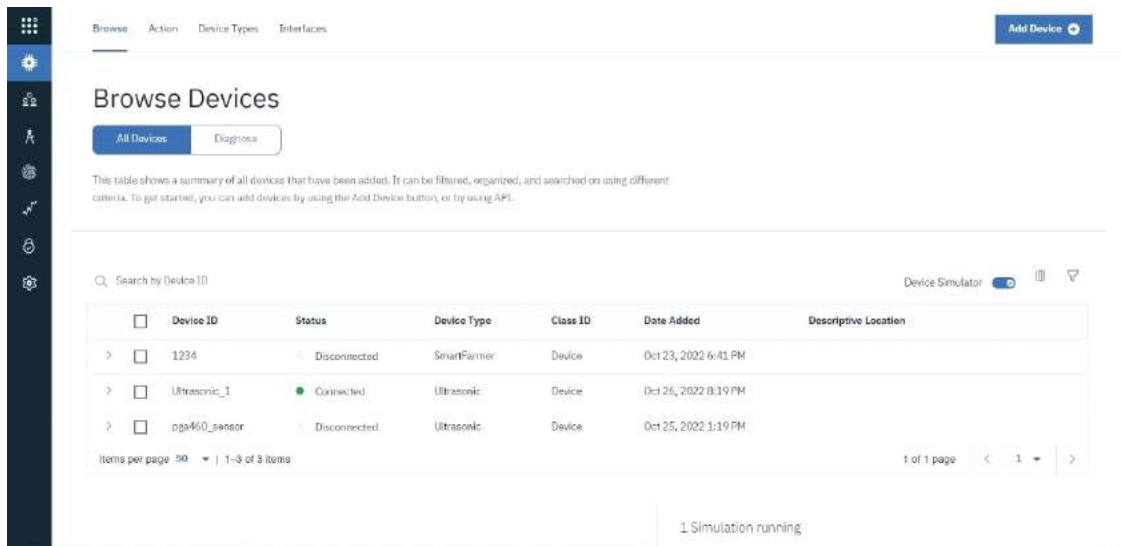 Browse Action Device Types Interfaces Add Device
Browse Devices
All Devices Diagnose
This table shows a summary of all devices that have been added. It can be filtered, organized, and searched on using different
criteria. To get started, you can add devices by using the Add Device button, or by using API.
Search by Device ID Device Simulator
Device ID Status Device Type Class ID Date Added Descriptive Location
1234 Disconnected SmartFarmer Device Oct 23, 2022 6:41 PM
Ultrasonic_1 Connected Ultrasonic Device Oct 26, 2022 8:19 PM
pga460_sensor Disconnected Ultrasonic Device Oct 25, 2022 1:19 PM
Items per page 50 | 1–3 of 3 items 1 of 1 page 1
1 Simulation running